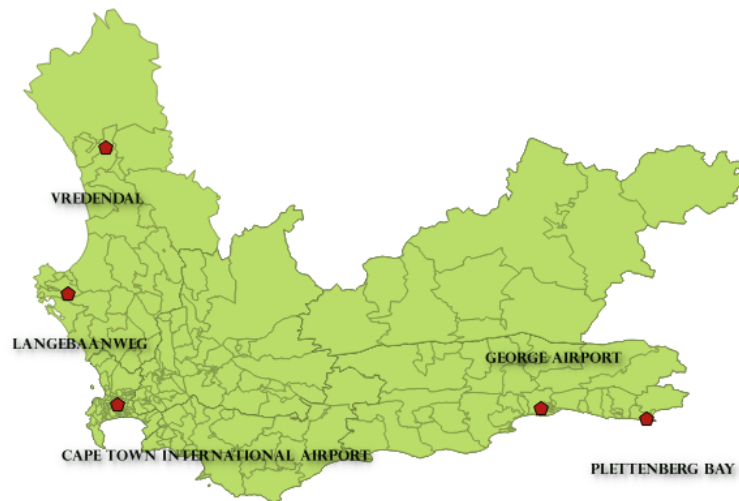 VREDENDAL
LANGEBAANWEG
GEORGE AIRPORT
CAPE TOWN INTERNATIONAL AIRPORT
PLETTENBERG BAY